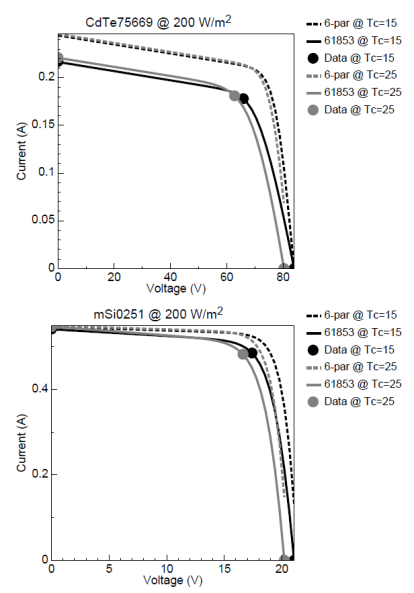 CdTe75669 @ 200 W/m2
6-par @ Tc=15
61853 @ Tc=15
Data @ Tc=15
6-par @ Tc=25
61853 @ Tc=25
Data @ Tc=25
Current (A)
0.2
0.15
0.1
0.05
0
0 20 40 60 80
Voltage (V)
mSi0251 @ 200 W/m2
6-par @ Tc=15
61853 @ Tc=15
Data @ Tc=15
6-par @ Tc=25
61853 @ Tc=25
Data @ Tc=25
Current (A)
0.4
0.2
0
0 5 10 15 20
Voltage (V)